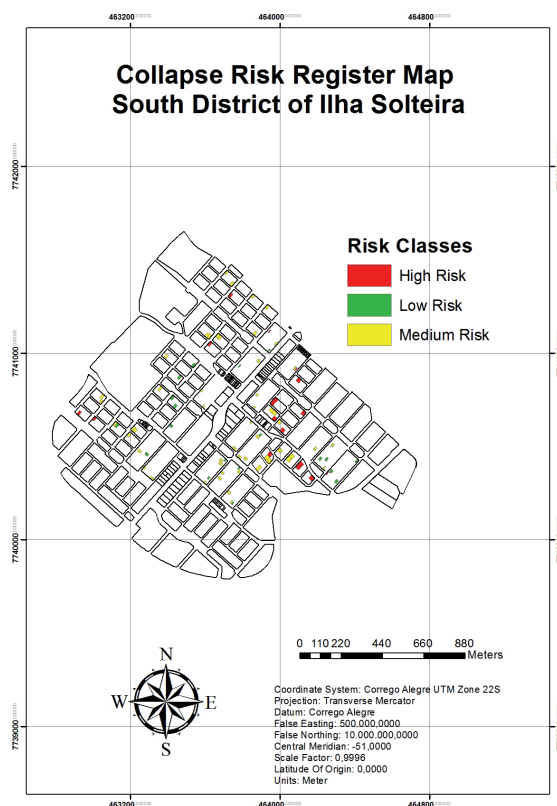 463200 464000 464800
Collapse Risk Register Map
South District of Ilha Solteira
7742000
Risk Classes
High Risk
Low Risk
Medium Risk
7741000
7740000
0 110 220 440 660 880
Meters
N
W E
S
Coordinate System: Corrego Alegre UTM Zone 22S
Projection: Transverse Mercator
Datum: Corrego Alegre
False Easting: 500.000,0000
False Northing: 10.000.000,0000
Central Meridian: -51,0000
Scale Factor: 0,9996
Latitude Of Origin: 0,0000
Units: Meter
7739000
463200 464000 464800